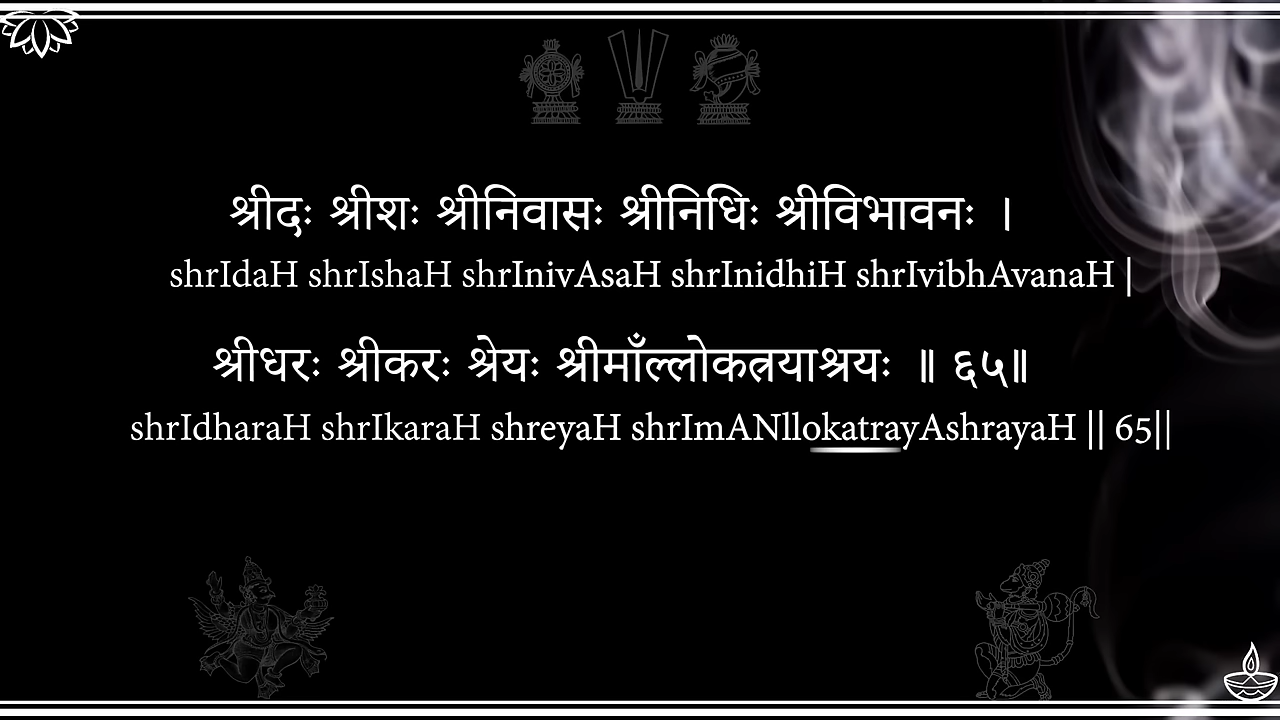 श्रीदः श्रीशः श्रीनिवासः श्रीनिधिः श्रीविभावनः ।
shrIdaH shrIshaH shrInivAsaH shrInidhiH shrIvibhAvanaH |
श्रीधरः श्रीकरः श्रेयः श्रीमाँल्लोकत्रयाश्रयः ॥ ६५॥
shrIdharaH shrIkaraH shreyaH shrImANllokatrayAshrayaH || 65||